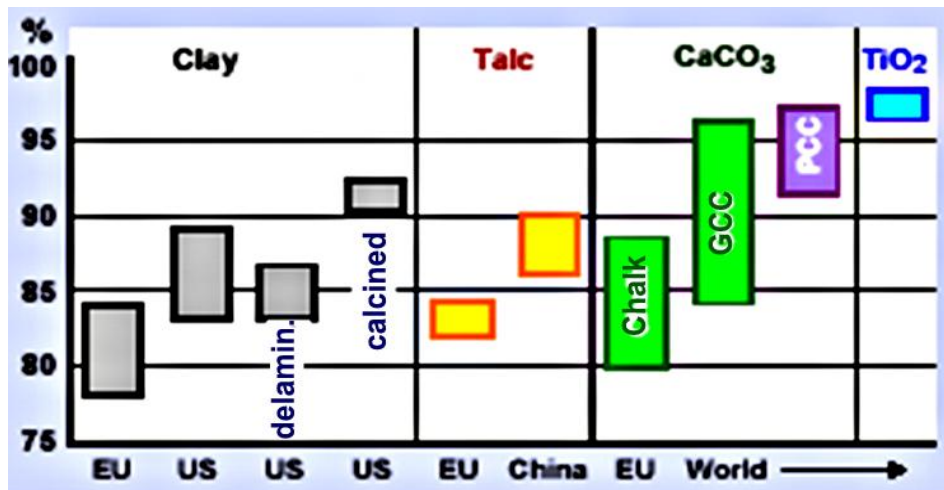 %
Clay
Talc
CaCO₃
TiO₂
100
95
90
85
80
75
delamin.
calcined
Chalk
GCC
PCC
EU US US US EU China EU World